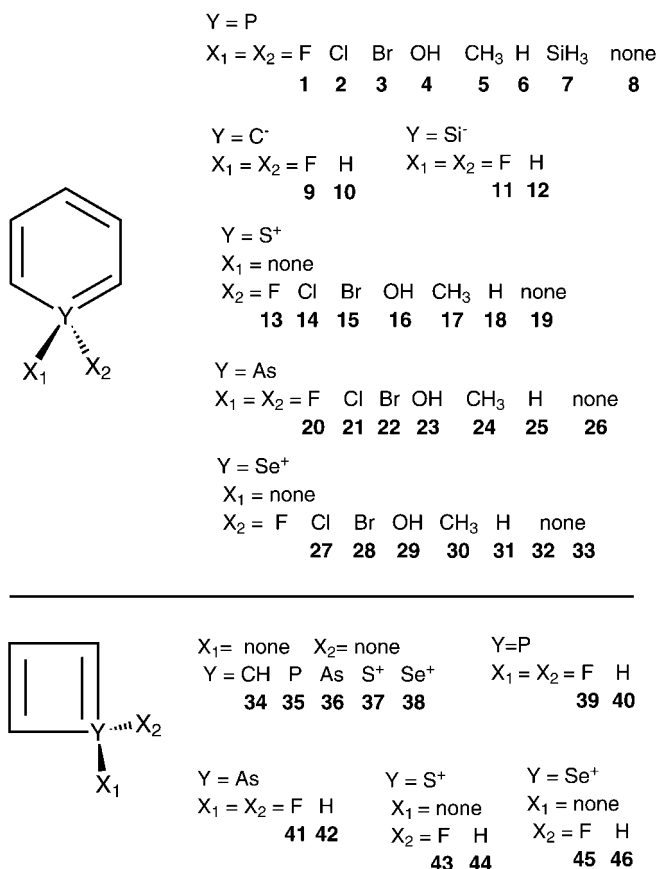 Y = P
X₁ = X₂ = F Cl Br OH CH₃ H SiH₃ none
1 2 3 4 5 6 7 8
Y = C⁻ Y = Si⁻
X₁ = X₂ = F H X₁ = X₂ = F H
9 10 11 12
Y = S⁺
X₁ = none
X₂ = F Cl Br OH CH₃ H none
13 14 15 16 17 18 19
Y
X₁ X₂
Y = As
X₁ = X₂ = F Cl Br OH CH₃ H none
20 21 22 23 24 25 26
Y = Se⁺
X₁ = none
X₂ = F Cl Br OH CH₃ H none
27 28 29 30 31 32 33
X₁= none X₂= none
Y = CH P As S⁺ Se⁺
34 35 36 37 38
Y=P
X₁ = X₂ = F H
39 40
Y X₂
X₁
Y = As
X₁ = X₂ = F H
41 42
Y = S⁺
X₁ = none
X₂ = F H
43 44
Y = Se⁺
X₁ = none
X₂ = F H
45 46